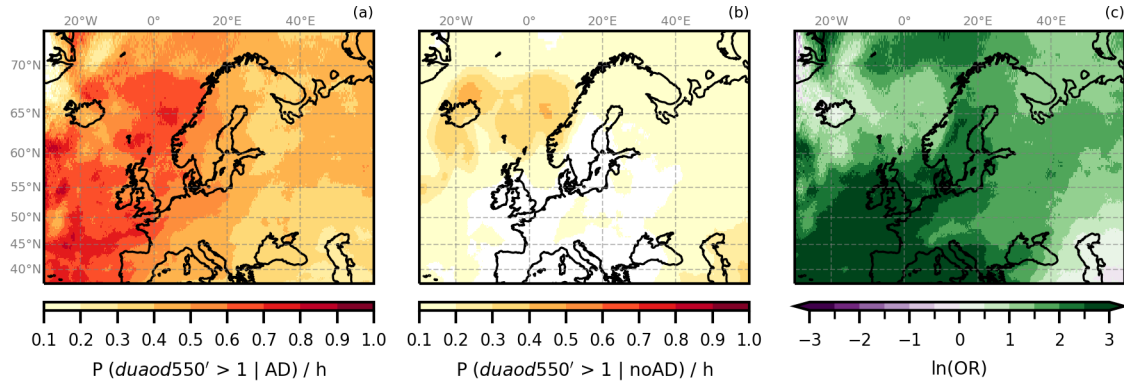 (a) (b) (c)
20°W 0° 20°E 40°E 20°W 0° 20°E 40°E 20°W 0° 20°E 40°E
70°N
65°N
60°N
55°N
50°N
45°N
40°N
0.1 0.2 0.3 0.4 0.5 0.6 0.7 0.8 0.9 1.0 0.1 0.2 0.3 0.4 0.5 0.6 0.7 0.8 0.9 1.0 −3 −2 −1 0 1 2 3
P (duaod550′ > 1 | AD) / h P (duaod550′ > 1 | noAD) / h ln(OR)